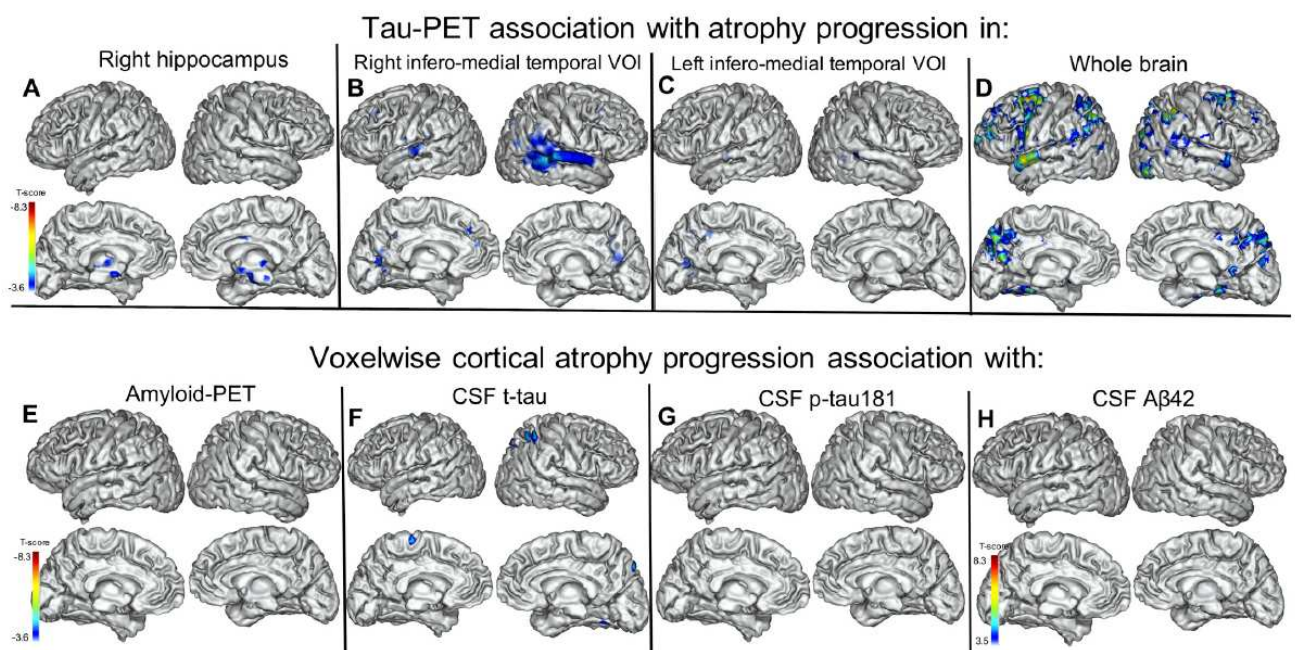 Tau-PET association with atrophy progression in:
A Right hippocampus
B Right infero-medial temporal VOI
C Left infero-medial temporal VOI
D Whole brain
T-score
-8.3
-3.6
Voxelwise cortical atrophy progression association with:
E Amyloid-PET
F CSF t-tau
G CSF p-tau181
H CSF Aβ42
T-score
-8.3
-3.6
T-score
8.3
3.5